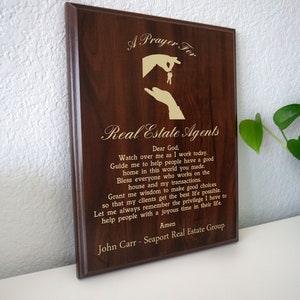 A Prayer For
Real Estate Agents
Dear God,
Watch over me as I work today.
Guide me to help people have a good
home in this world you made.
Bless everyone who works on the
house and my transactions.
Grant me wisdom to make good choices
so that my clients get the best life possible
Let me always remember the privilege I have to
help people with a joyous time in their life.
Amen
John Carr - Seaport Real Estate Group